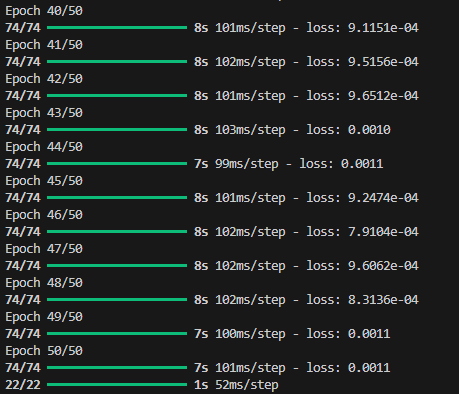 Epoch 40/50
74/74 8s 101ms/step - loss: 9.1151e-04
Epoch 41/50
74/74 8s 102ms/step - loss: 9.5156e-04
Epoch 42/50
74/74 8s 101ms/step - loss: 9.6512e-04
Epoch 43/50
74/74 8s 103ms/step - loss: 0.0010
Epoch 44/50
74/74 7s 99ms/step - loss: 0.0011
Epoch 45/50
74/74 8s 101ms/step - loss: 9.2474e-04
Epoch 46/50
74/74 8s 102ms/step - loss: 7.9104e-04
Epoch 47/50
74/74 8s 102ms/step - loss: 9.6062e-04
Epoch 48/50
74/74 8s 102ms/step - loss: 8.3136e-04
Epoch 49/50
74/74 7s 100ms/step - loss: 0.0011
Epoch 50/50
74/74 7s 101ms/step - loss: 0.0011
22/22 1s 52ms/step